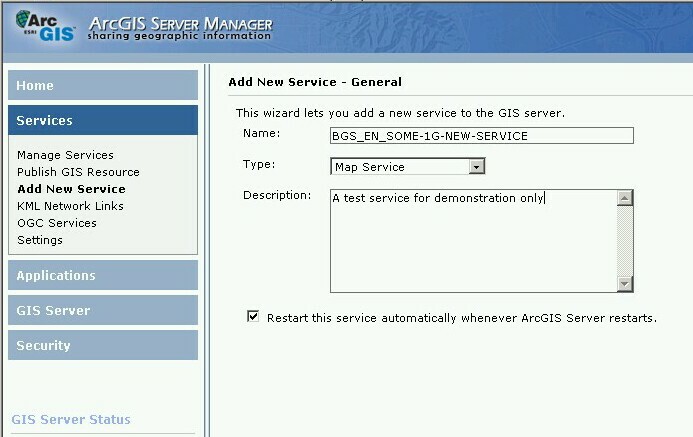 Arc
ESRI GIS
ArcGIS Server Manager
sharing geographic information
Home
Services
Manage Services
Publish GIS Resource
Add New Service
KML Network Links
OGC Services
Settings
Applications
GIS Server
Security
GIS Server Status
Add New Service - General
This wizard lets you add a new service to the GIS server.
Name: BGS_EN_SOME-1G-NEW-SERVICE
Type: Map Service
Description: A test service for demonstration only
Restart this service automatically whenever ArcGIS Server restarts.